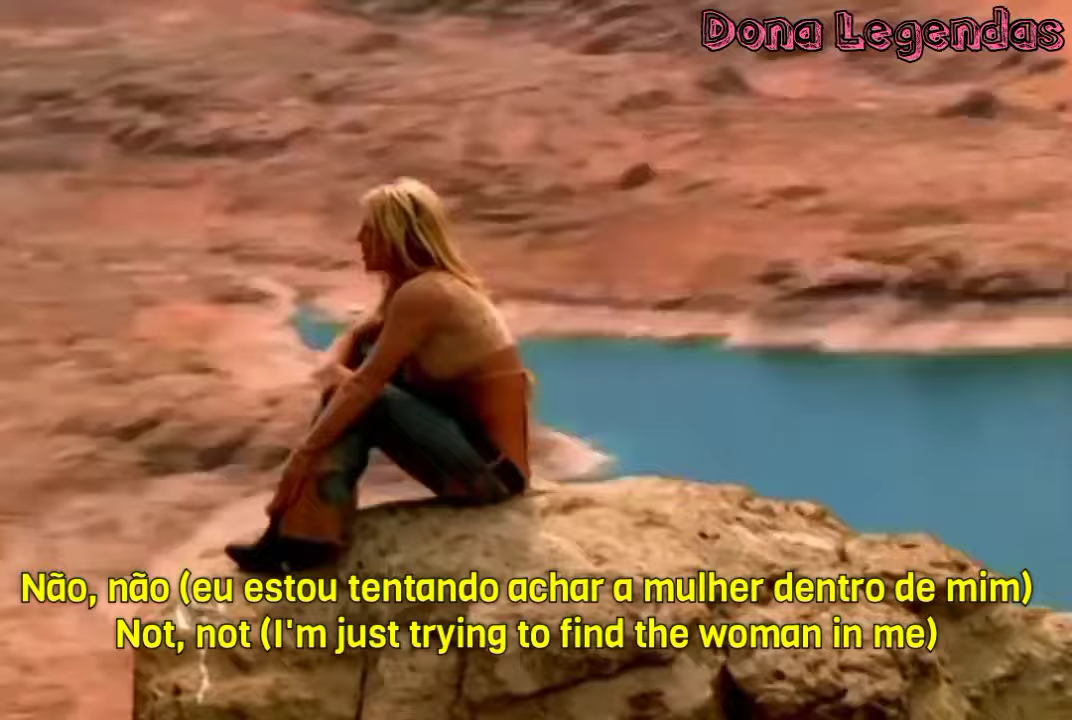 Dona Legendas
Não, não (eu estou tentando achar a mulher dentro de mim)
Not, not (I'm just trying to find the woman in me)